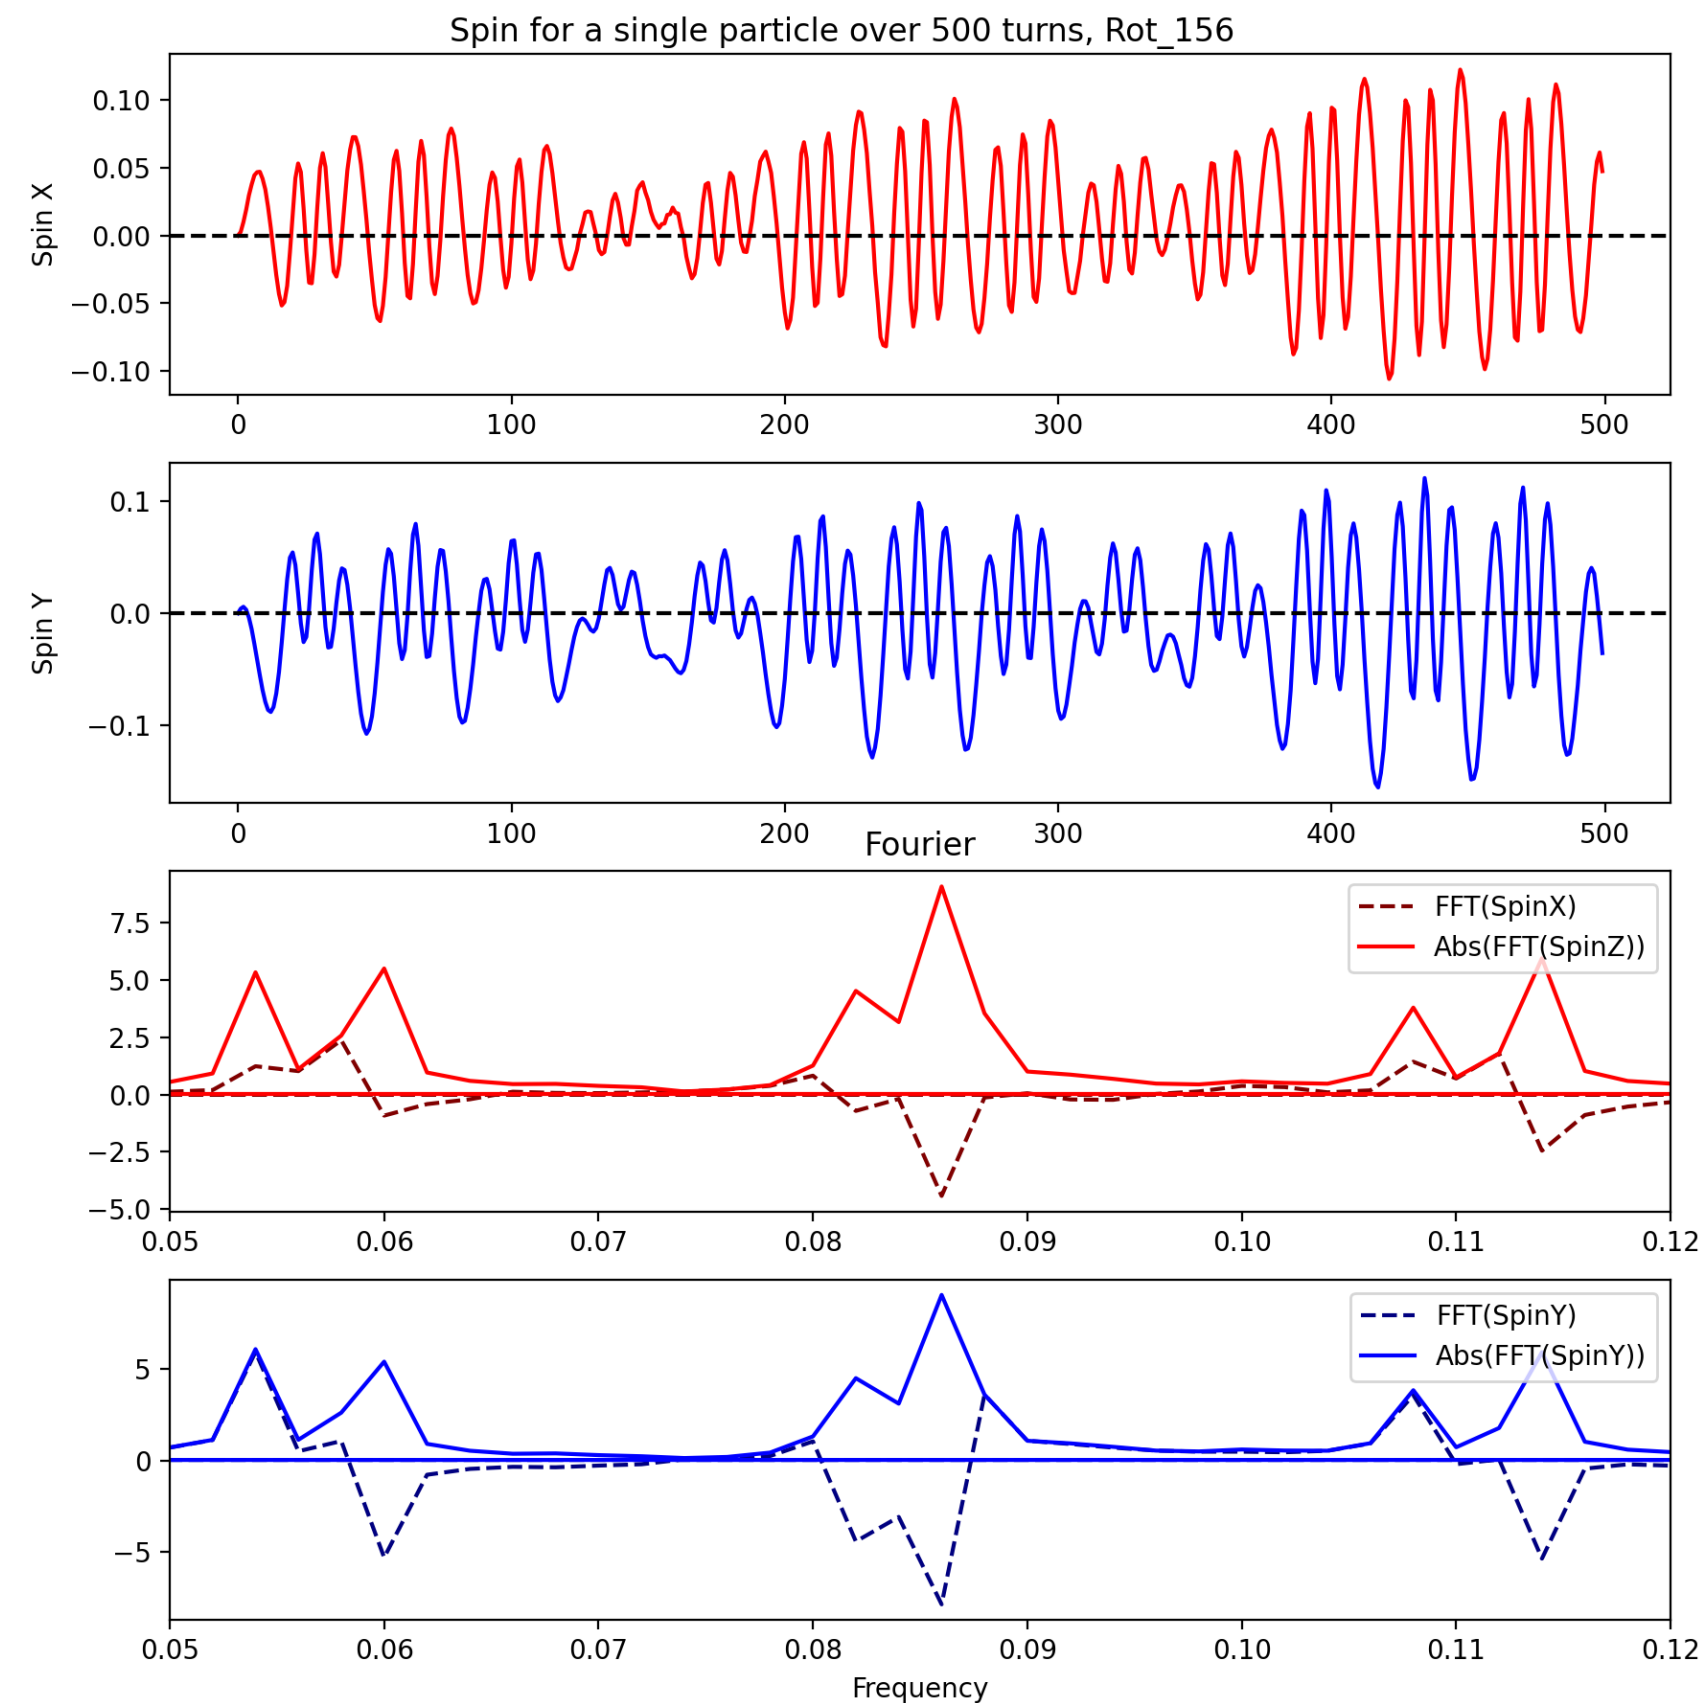 Spin for a single particle over 500 turns, Rot_156
Spin X
0.10
0.05
0.00
−0.05
−0.10
0 100 200 300 400 500
Spin Y
0.1
0.0
−0.1
0 100 200 300 400 500
Fourier
FFT(SpinX)
Abs(FFT(SpinZ))
7.5
5.0
2.5
0.0
−2.5
−5.0
0.05 0.06 0.07 0.08 0.09 0.10 0.11 0.12
FFT(SpinY)
Abs(FFT(SpinY))
5
0
−5
0.05 0.06 0.07 0.08 0.09 0.10 0.11 0.12
Frequency